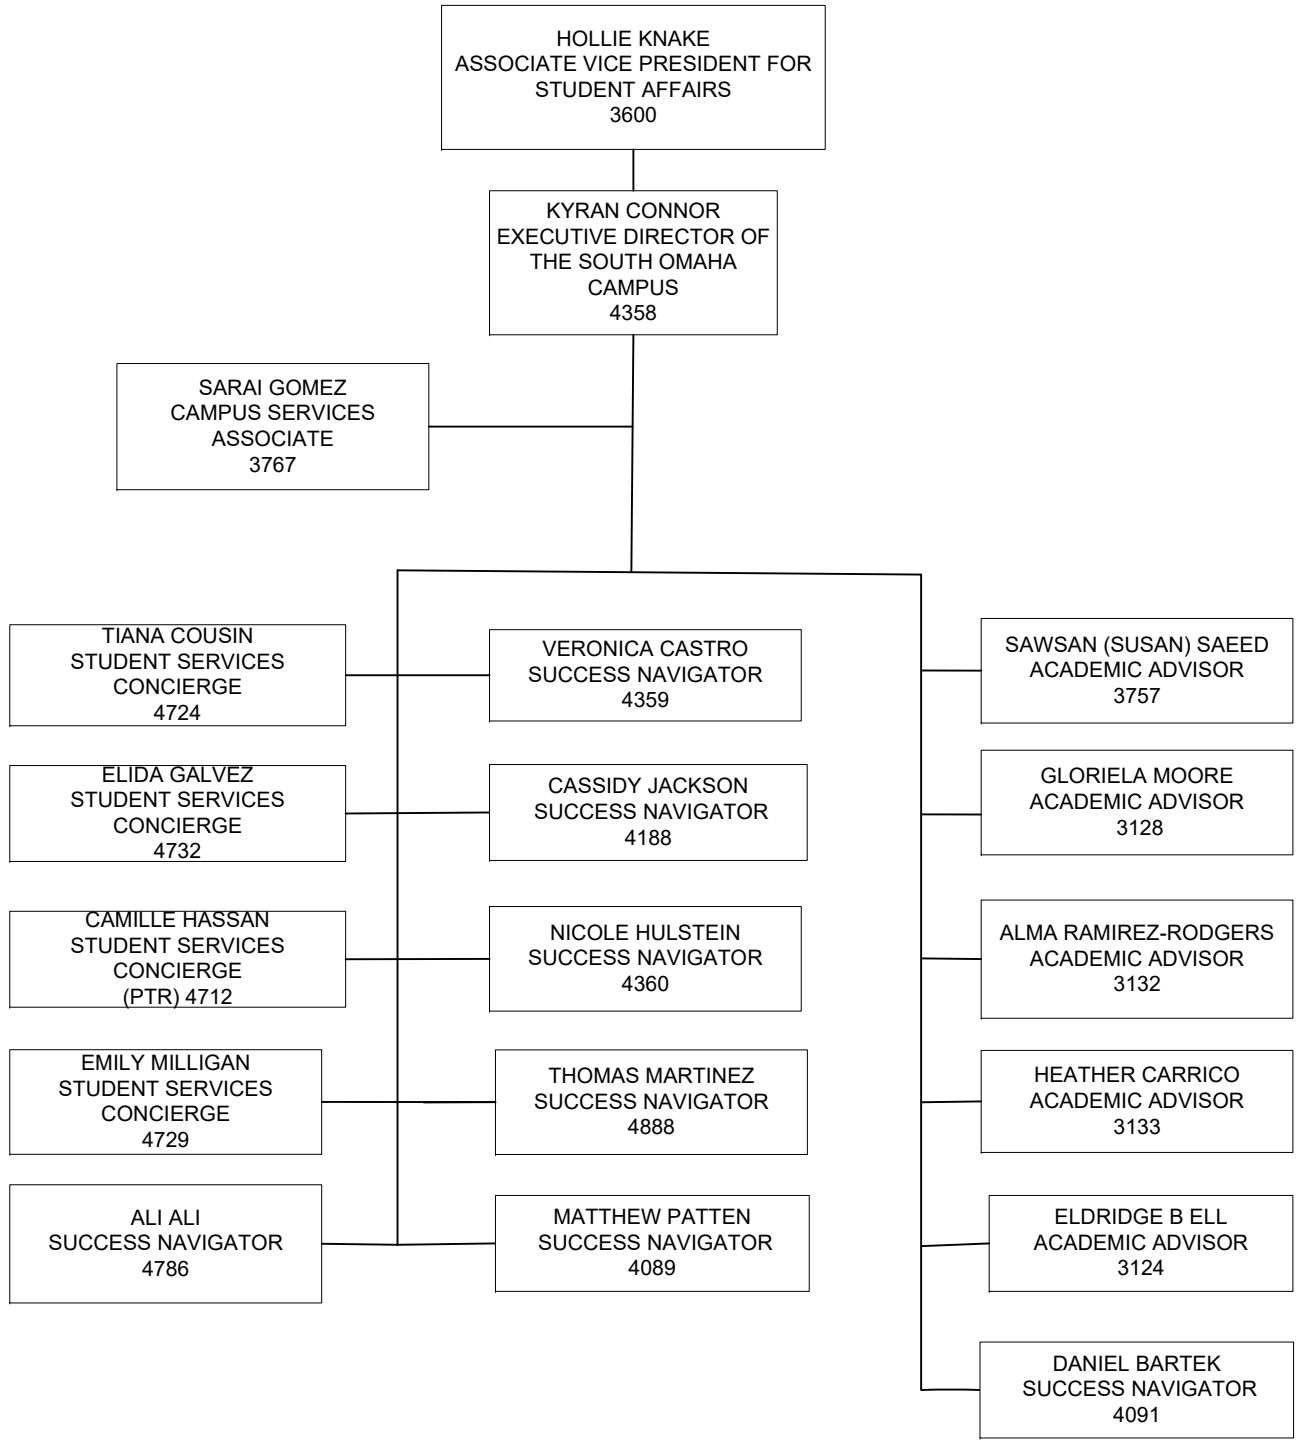 HOLLIE KNAKE
ASSOCIATE VICE PRESIDENT FOR
STUDENT AFFAIRS
3600
KYRAN CONNOR
EXECUTIVE DIRECTOR OF
THE SOUTH OMAHA
CAMPUS
4358
SARAI GOMEZ
CAMPUS SERVICES
ASSOCIATE
3767
TIANA COUSIN
STUDENT SERVICES
CONCIERGE
4724
VERONICA CASTRO
SUCCESS NAVIGATOR
4359
SAWSAN (SUSAN) SAEED
ACADEMIC ADVISOR
3757
ELIDA GALVEZ
STUDENT SERVICES
CONCIERGE
4732
CASSIDY JACKSON
SUCCESS NAVIGATOR
4188
GLORIELA MOORE
ACADEMIC ADVISOR
3128
CAMILLE HASSAN
STUDENT SERVICES
CONCIERGE
(PTR) 4712
NICOLE HULSTEIN
SUCCESS NAVIGATOR
4360
ALMA RAMIREZ-RODGERS
ACADEMIC ADVISOR
3132
EMILY MILLIGAN
STUDENT SERVICES
CONCIERGE
4729
THOMAS MARTINEZ
SUCCESS NAVIGATOR
4888
HEATHER CARRICO
ACADEMIC ADVISOR
3133
ALI ALI
SUCCESS NAVIGATOR
4786
MATTHEW PATTEN
SUCCESS NAVIGATOR
4089
ELDRIDGE B ELL
ACADEMIC ADVISOR
3124
DANIEL BARTEK
SUCCESS NAVIGATOR
4091